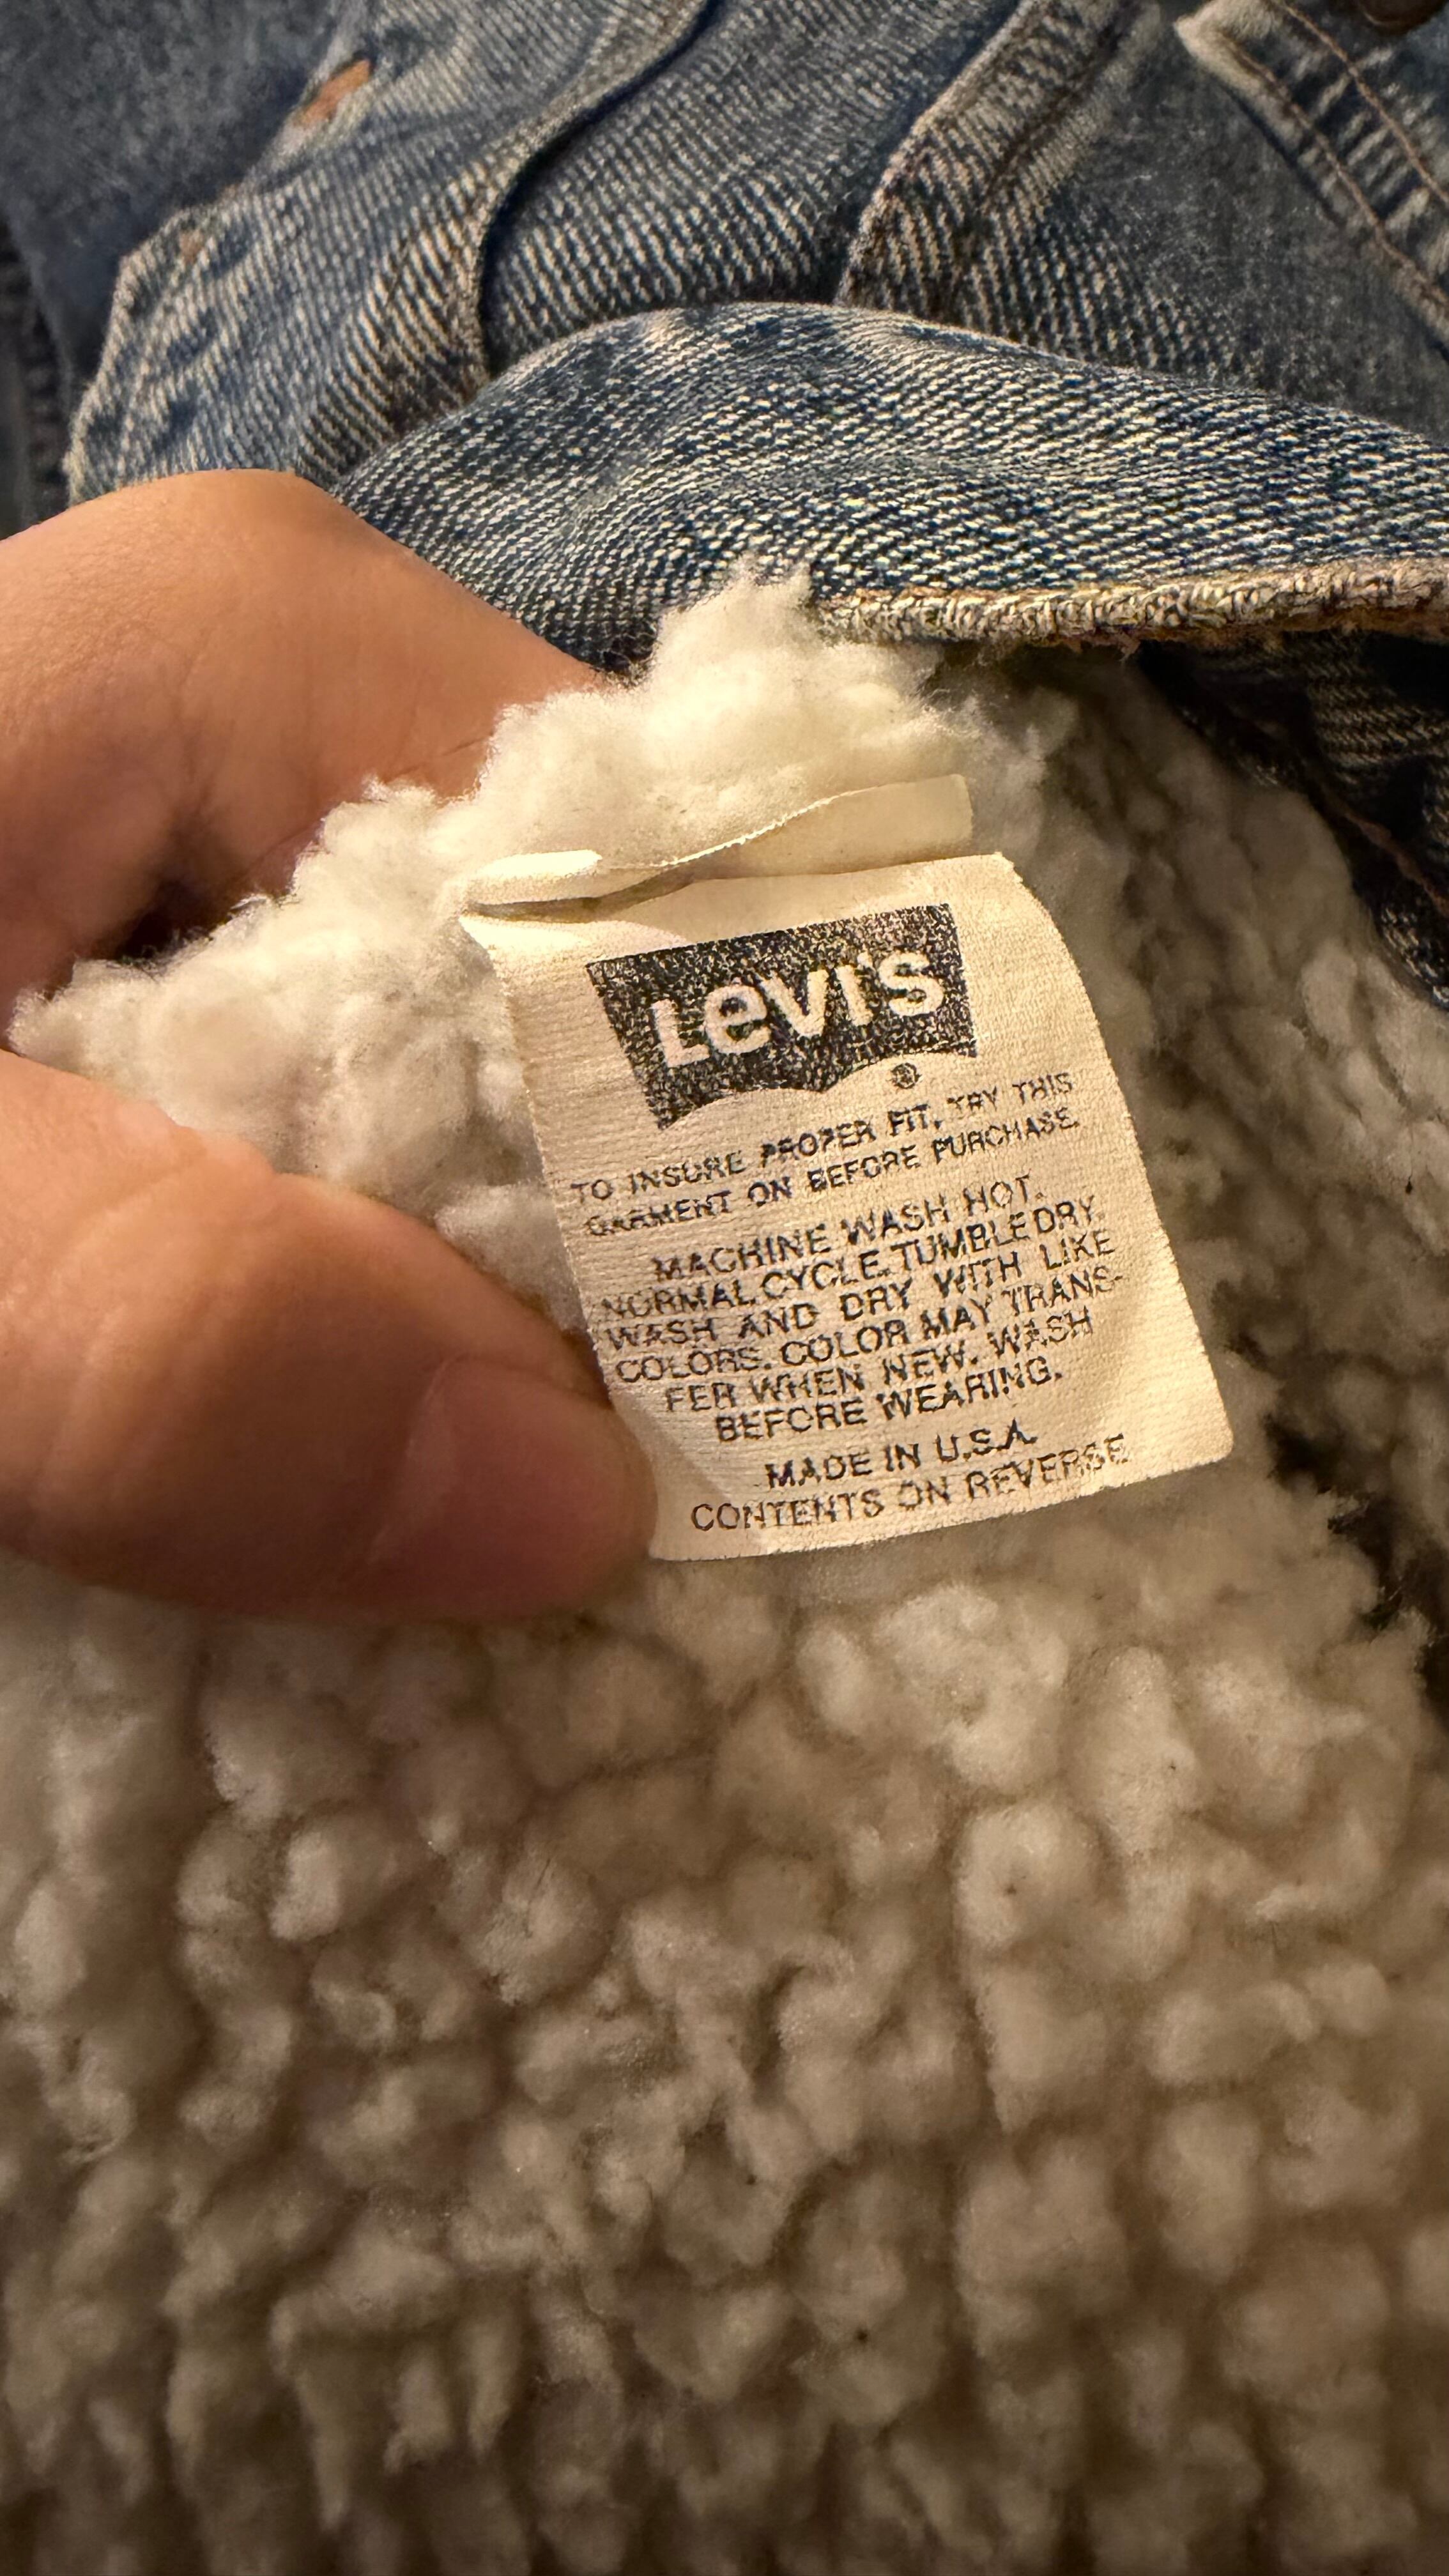 LEVI'S
®
TO INSURE PROPER FIT, TRY THIS
GARMENT ON BEFORE PURCHASE.
MACHINE WASH HOT.
NORMAL CYCLE. TUMBLE DRY.
WASH AND DRY WITH LIKE
COLORS. COLOR MAY TRANS-
FER WHEN NEW. WASH
BEFORE WEARING.
MADE IN U.S.A.
CONTENTS ON REVERSE